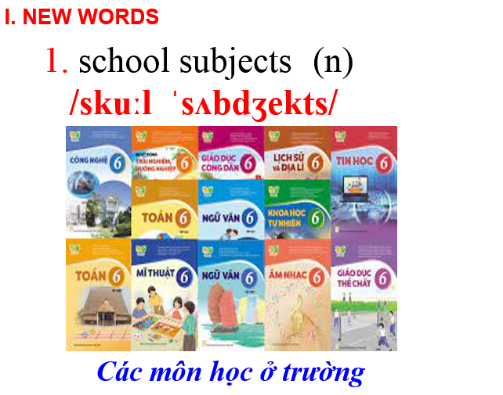 I. NEW WORDS
1. school subjects (n)
/skuːl ˈsʌbdʒekts/
CÔNG NGHỆ 6
HOẠT ĐỘNG TRẢI NGHIỆM, HƯỚNG NGHIỆP 6
GIÁO DỤC CÔNG DÂN 6
LỊCH SỬ VÀ ĐỊA LÍ 6
TIN HỌC 6
TOÁN 6
NGỮ VĂN 6
KHOA HỌC TỰ NHIÊN 6
TOÁN 6
MĨ THUẬT 6
NGỮ VĂN 6
ÂM NHẠC 6
GIÁO DỤC THỂ CHẤT 6
Các môn học ở trường